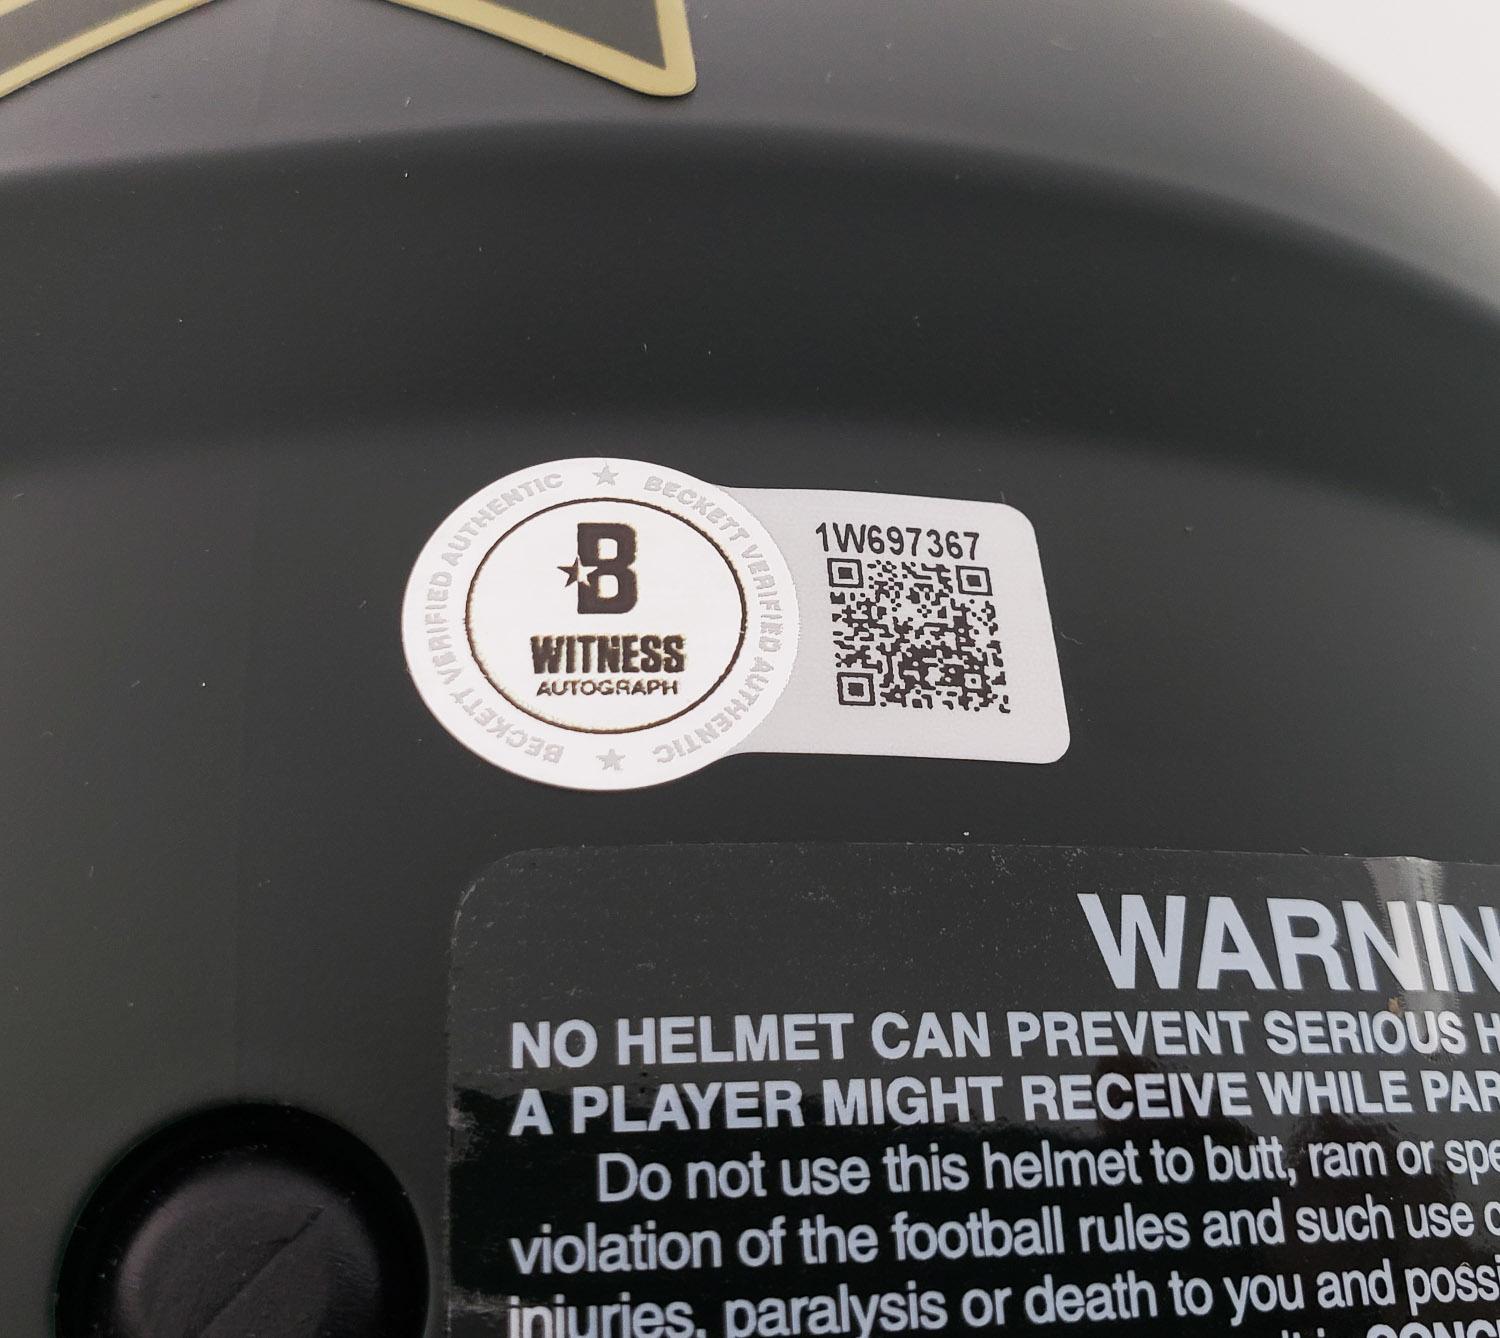 BECKETT VERIFIED AUTHENTIC ★ BECKETT VERIFIED AUTHENTIC ★
B
WITNESS
AUTOGRAPH
1W697367
WARNIN
NO HELMET CAN PREVENT SERIOUS H
A PLAYER MIGHT RECEIVE WHILE PAR
Do not use this helmet to butt, ram or spe
violation of the football rules and such use
injuries, paralysis or death to you and possi